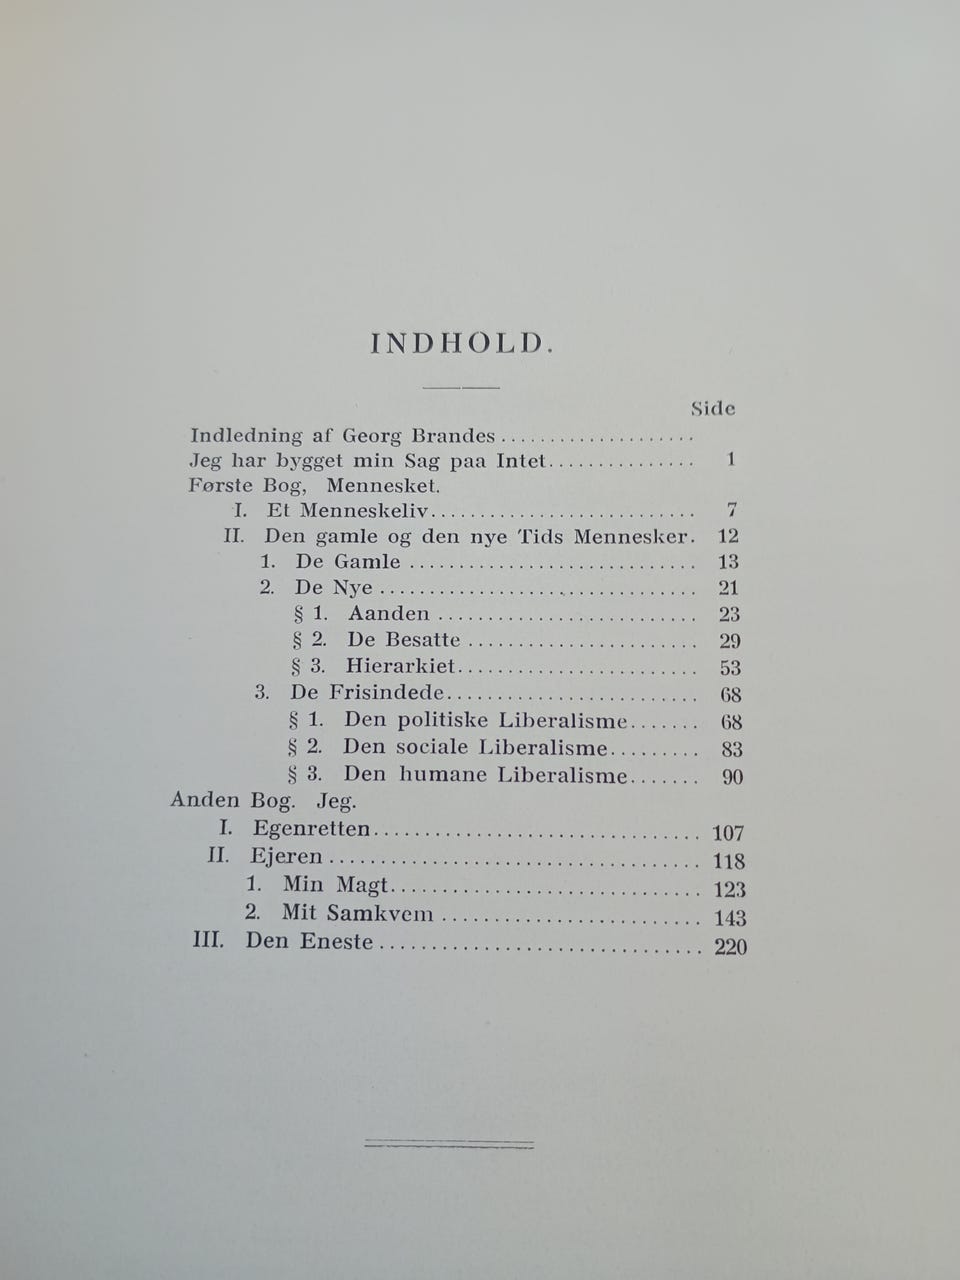 INDHOLD.
Side
Indledning af Georg Brandes ....................
Jeg har bygget min Sag paa Intet............... 1
Første Bog, Mennesket.
I. Et Menneskeliv........................... 7
II. Den gamle og den nye Tids Mennesker. 12
1. De Gamle ............................. 13
2. De Nye ................................ 21
§ 1. Aanden .......................... 23
§ 2. De Besatte ....................... 29
§ 3. Hierarkiet........................ 53
3. De Frisindede......................... 68
§ 1. Den politiske Liberalisme....... 68
§ 2. Den sociale Liberalisme......... 83
§ 3. Den humane Liberalisme....... 90
Anden Bog. Jeg.
I. Egenretten................................ 107
II. Ejeren ..................................... 118
1. Min Magt............................... 123
2. Mit Samkvem .......................... 143
III. Den Eneste ................................ 220